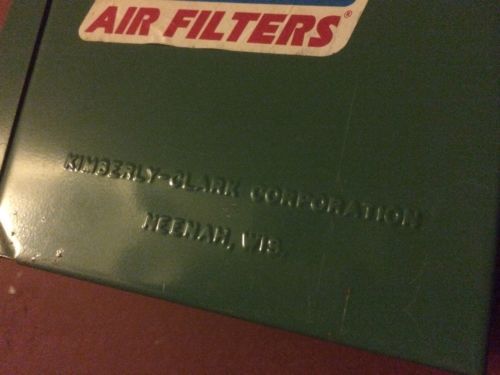 AIR FILTERS®
KIMBERLY-CLARK CORPORATION
NEENAH, WIS.